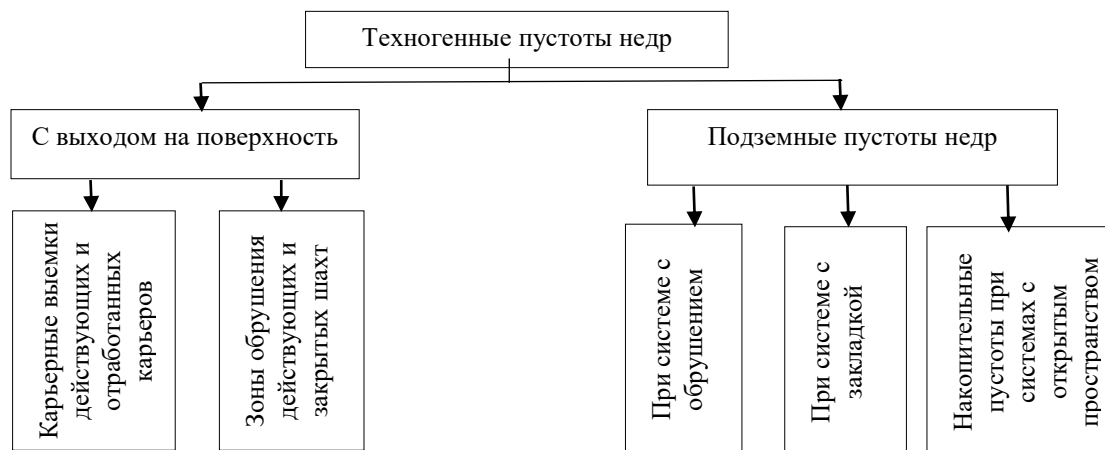 Техногенные пустоты недр
С выходом на поверхность
Подземные пустоты недр
Карьерные выемки
действующих и
отработанных
карьеров
Зоны обрушения
действующих и
закрытых шахт
При системе с
обрушением
При системе с
закладкой
Накопительные
пустоты при
системах с
открытым
пространством